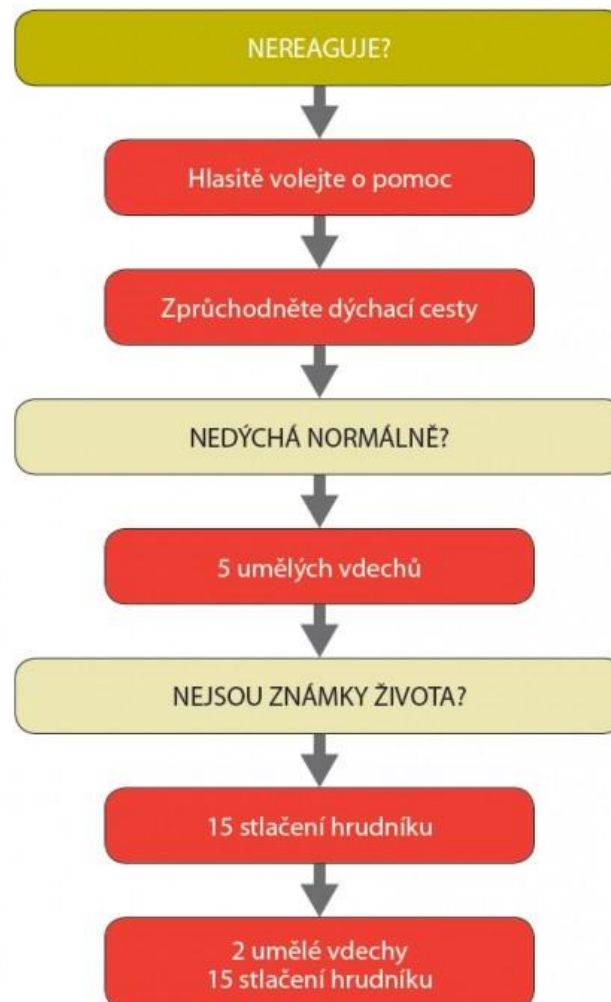 NEREAGUJE?
Hlasitě volejte o pomoc
Zprůchodněte dýchací cesty
NEDÝCHÁ NORMÁLNĚ?
5 umělých vdechů
NEJSOU ZNÁMKY ŽIVOTA?
15 stlačení hrudníku
2 umělé vdechy
15 stlačení hrudníku